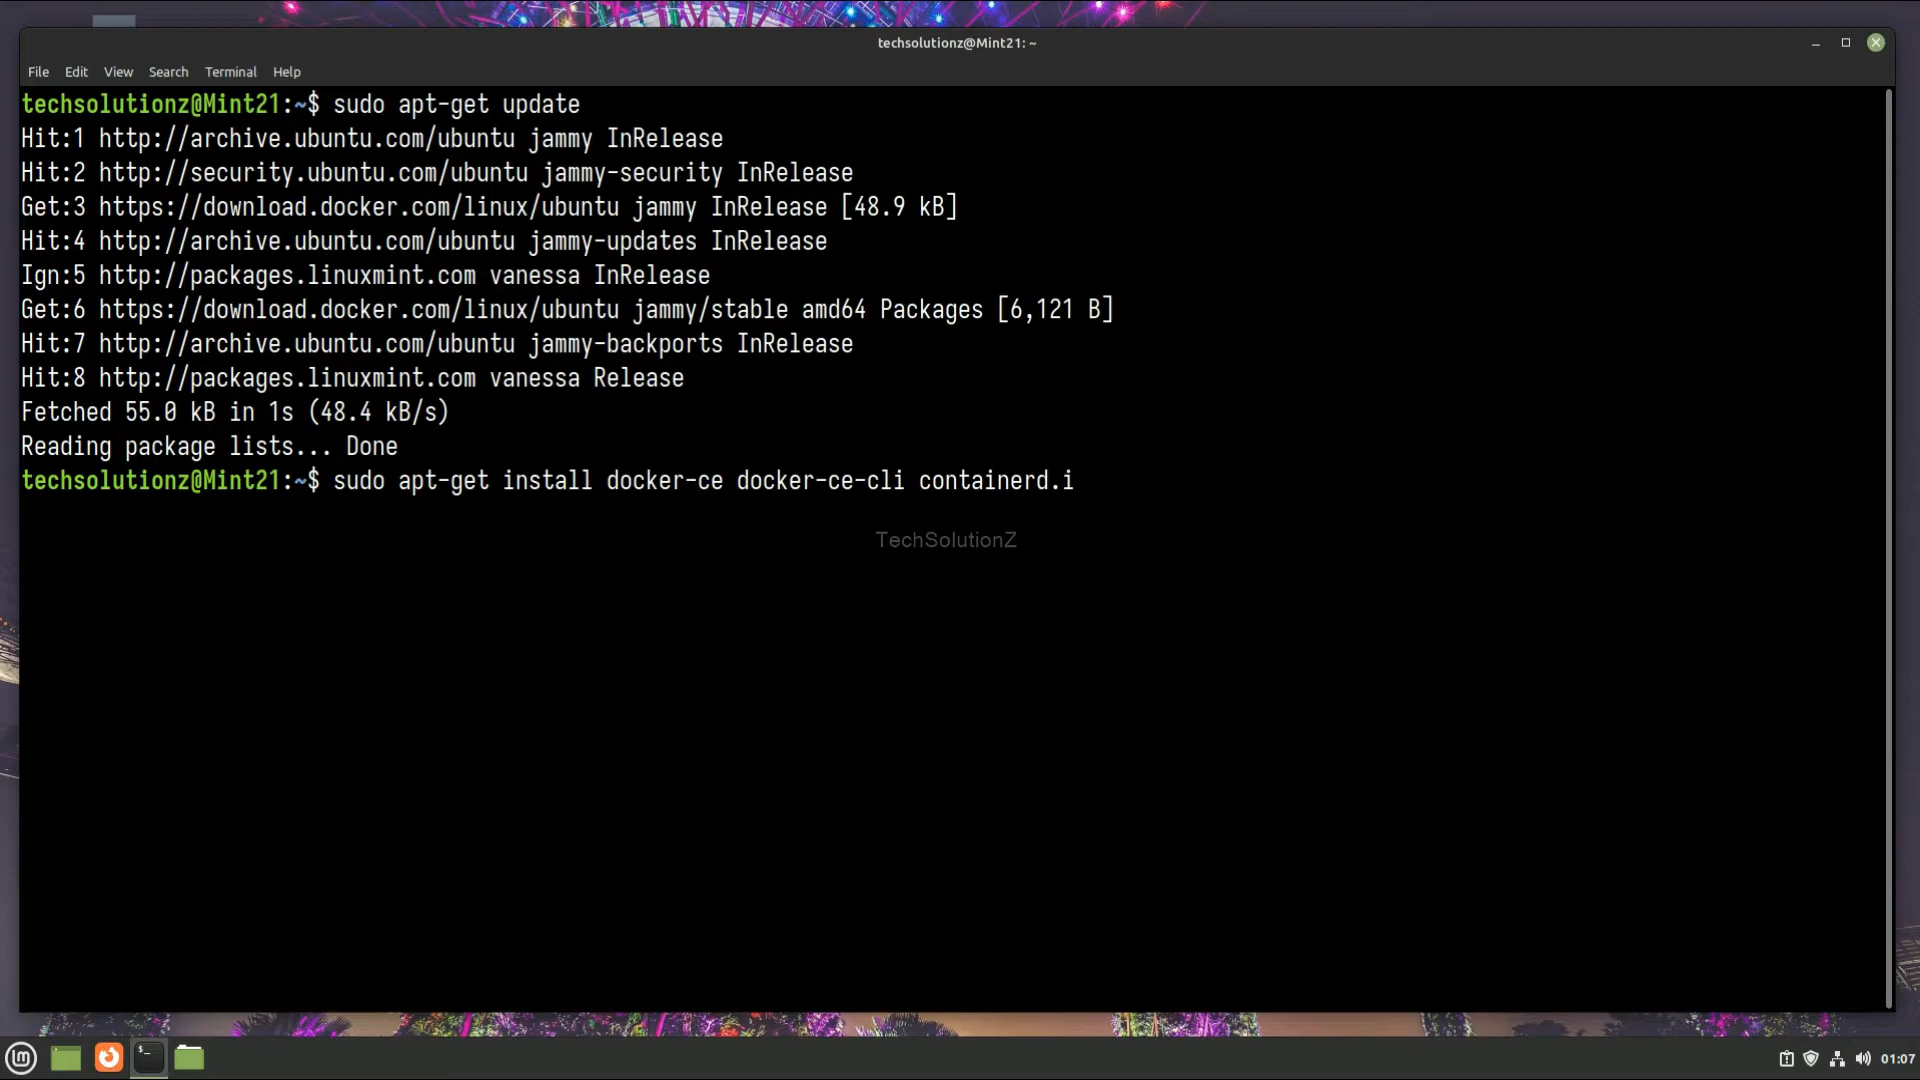 techsolutionz@Mint21: ~
File Edit View Search Terminal Help
techsolutionz@Mint21:~$ sudo apt-get update
Hit:1 http://archive.ubuntu.com/ubuntu jammy InRelease
Hit:2 http://security.ubuntu.com/ubuntu jammy-security InRelease
Get:3 https://download.docker.com/linux/ubuntu jammy InRelease [48.9 kB]
Hit:4 http://archive.ubuntu.com/ubuntu jammy-updates InRelease
Ign:5 http://packages.linuxmint.com vanessa InRelease
Get:6 https://download.docker.com/linux/ubuntu jammy/stable amd64 Packages [6,121 B]
Hit:7 http://archive.ubuntu.com/ubuntu jammy-backports InRelease
Hit:8 http://packages.linuxmint.com vanessa Release
Fetched 55.0 kB in 1s (48.4 kB/s)
Reading package lists... Done
techsolutionz@Mint21:~$ sudo apt-get install docker-ce docker-ce-cli containerd.i
TechSolutionZ
01:07